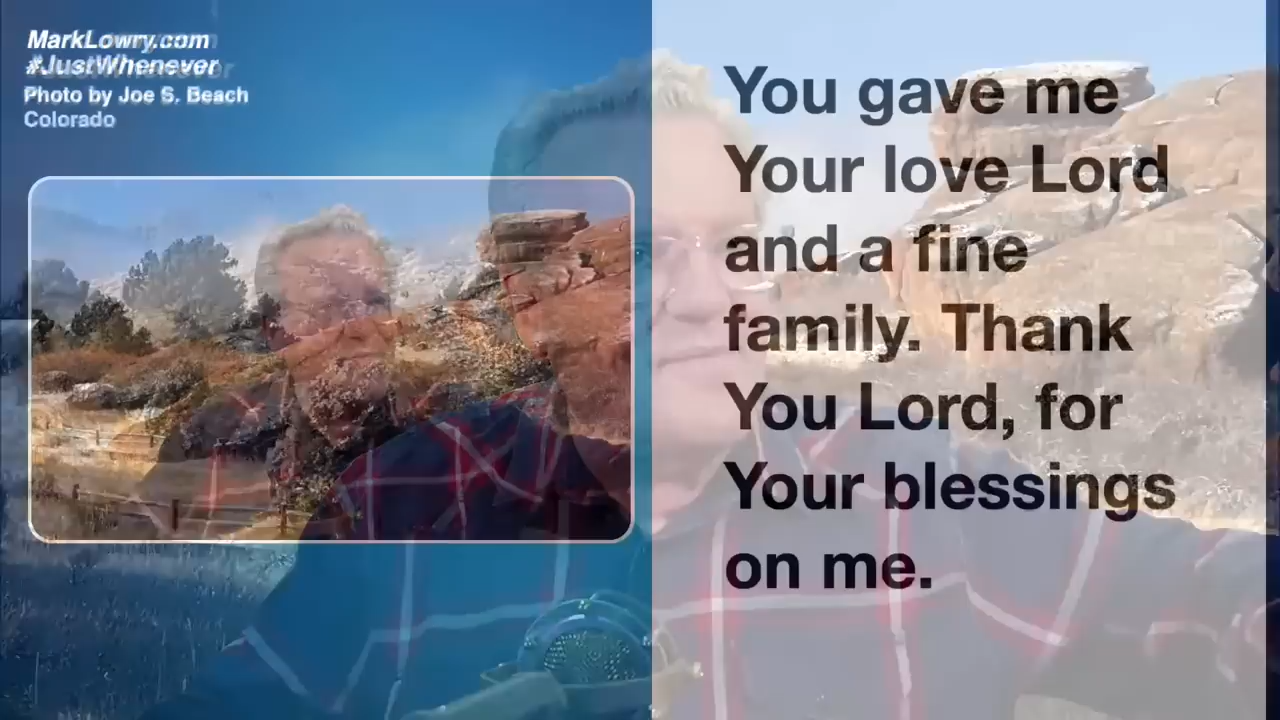 MarkLowry.com
#JustWhenever
Photo by Joe S. Beach
Colorado
You gave me
Your love Lord
and a fine
family. Thank
You Lord, for
Your blessings
on me.